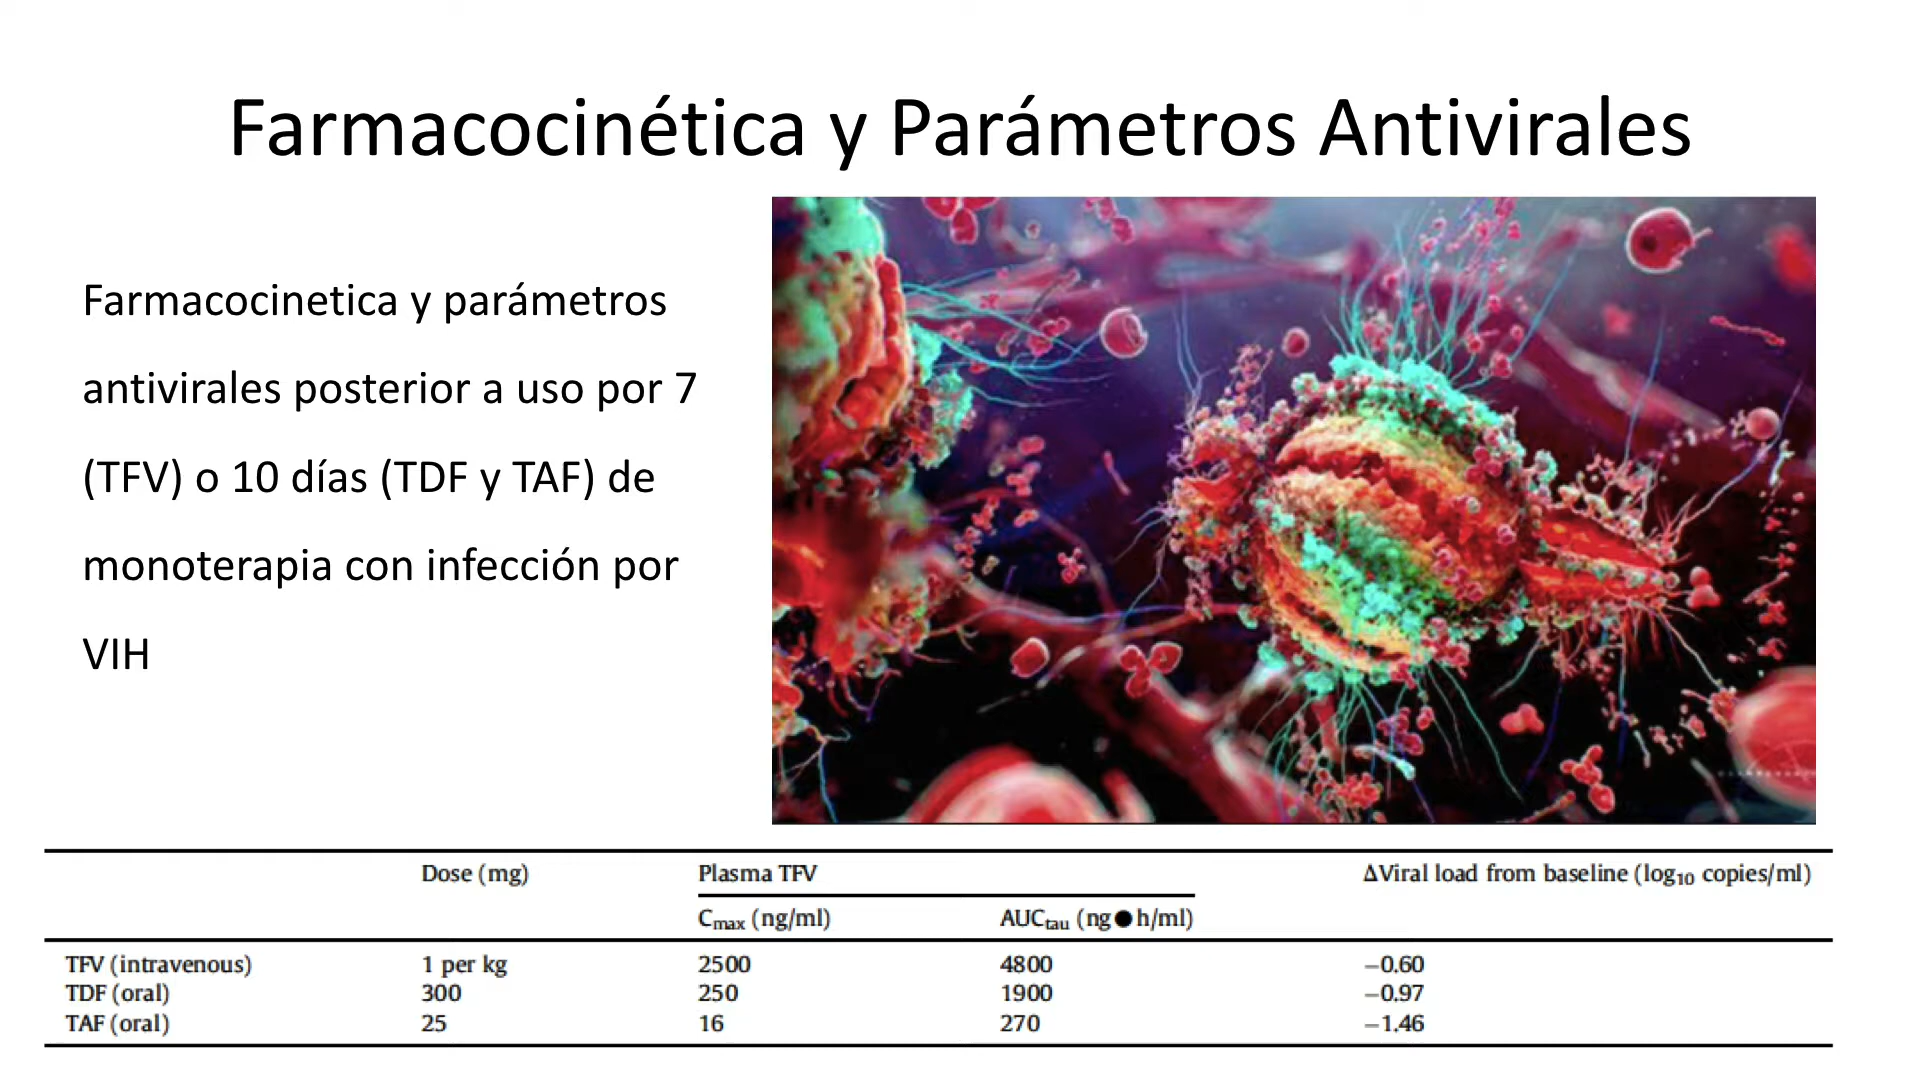 Farmacocinética y Parámetros Antivirales
Farmacocinetica y parámetros
antivirales posterior a uso por 7
(TFV) o 10 días (TDF y TAF) de
monoterapia con infección por
VIH
Dose (mg) Plasma TFV ΔViral load from baseline (log₁₀ copies/ml)
Cmax (ng/ml) AUCtau (ng●h/ml)
TFV (intravenous) 1 per kg 2500 4800 −0.60
TDF (oral) 300 250 1900 −0.97
TAF (oral) 25 16 270 −1.46